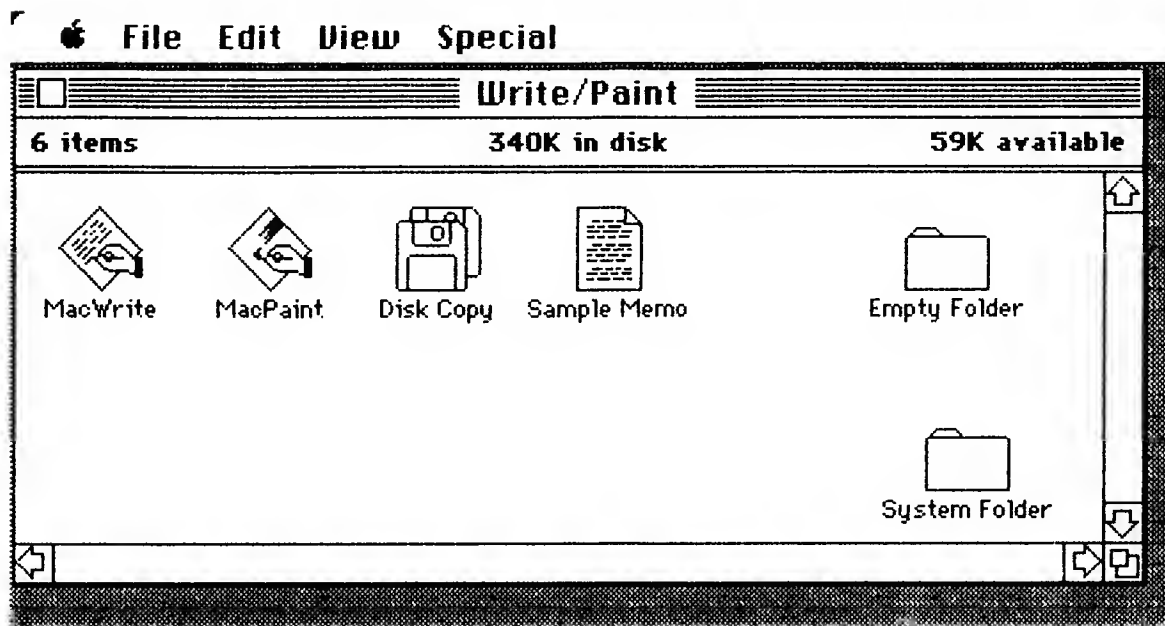 File Edit View Special
Write/Paint
6 items 340K in disk 59K available
MacWrite MacPaint Disk Copy Sample Memo Empty Folder
System Folder